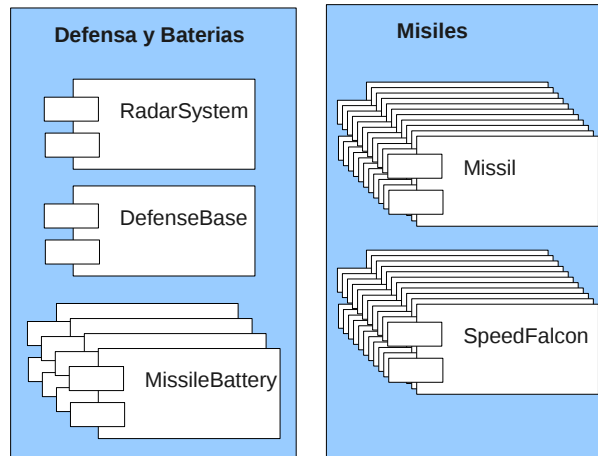 Defensa y Baterias
RadarSystem
DefenseBase
MissileBattery
Misiles
Missil
SpeedFalcon